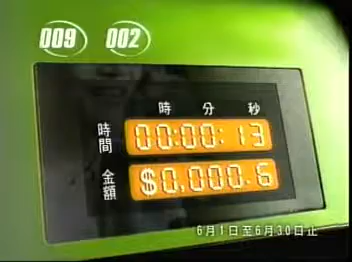 009 002
時 分 秒
時間 00:00:13
金額 $0,000.6
6月1日至6月30日止